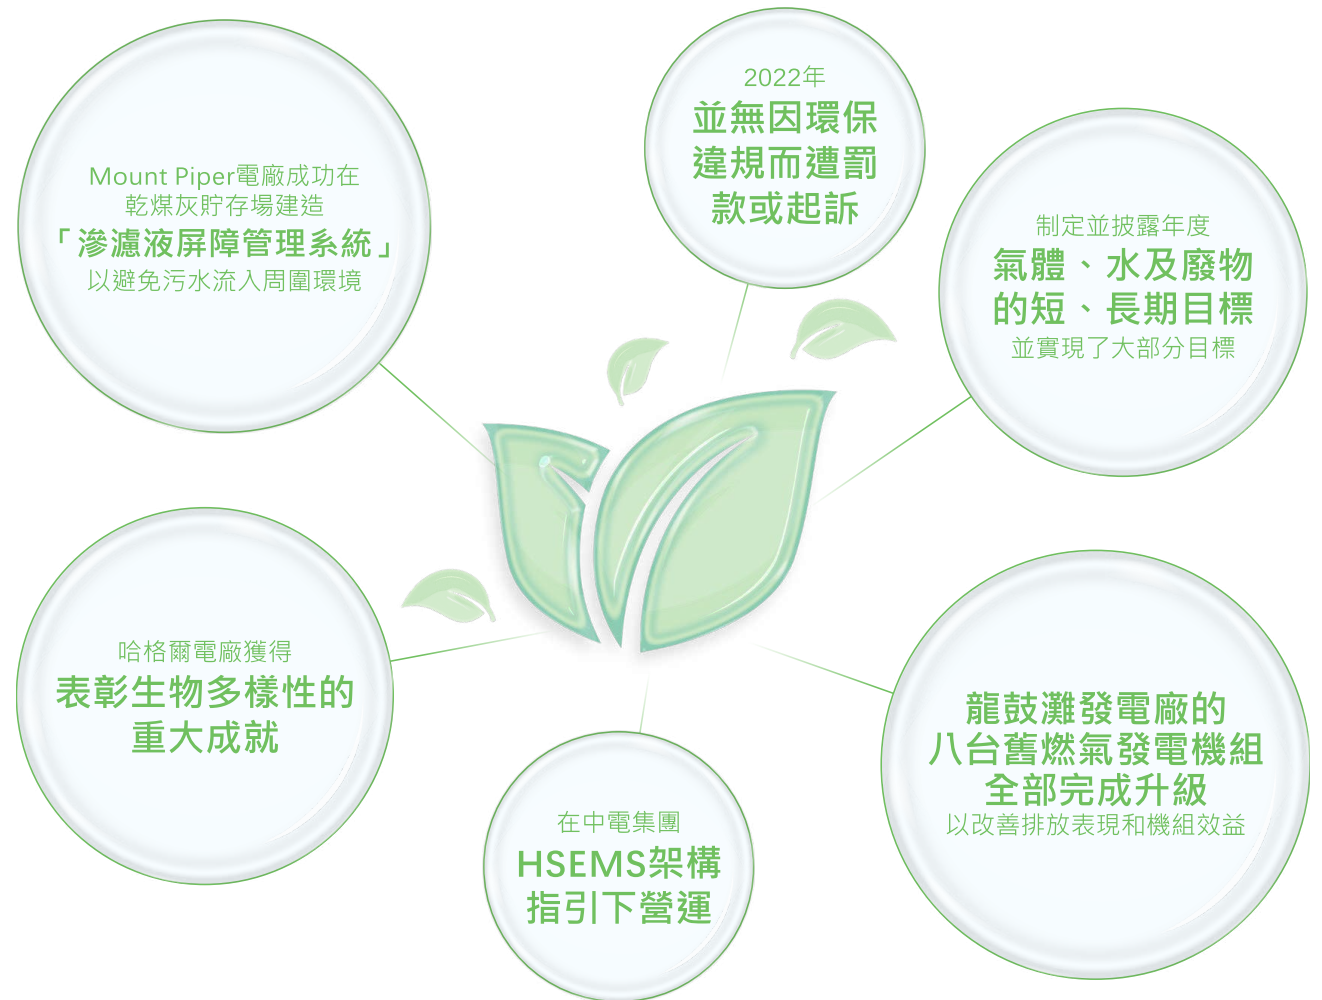 Mount Piper電廠成功在
乾煤灰貯存場建造
「滲濾液屏障管理系統」
以避免污水流入周圍環境
2022年
並無因環保
違規而遭罰
款或起訴
制定並披露年度
氣體、水及廢物
的短、長期目標
並實現了大部分目標
哈格爾電廠獲得
表彰生物多樣性的
重大成就
在中電集團
HSEMS架構
指引下營運
龍鼓灘發電廠的
八台舊燃氣發電機組
全部完成升級
以改善排放表現和機組效益